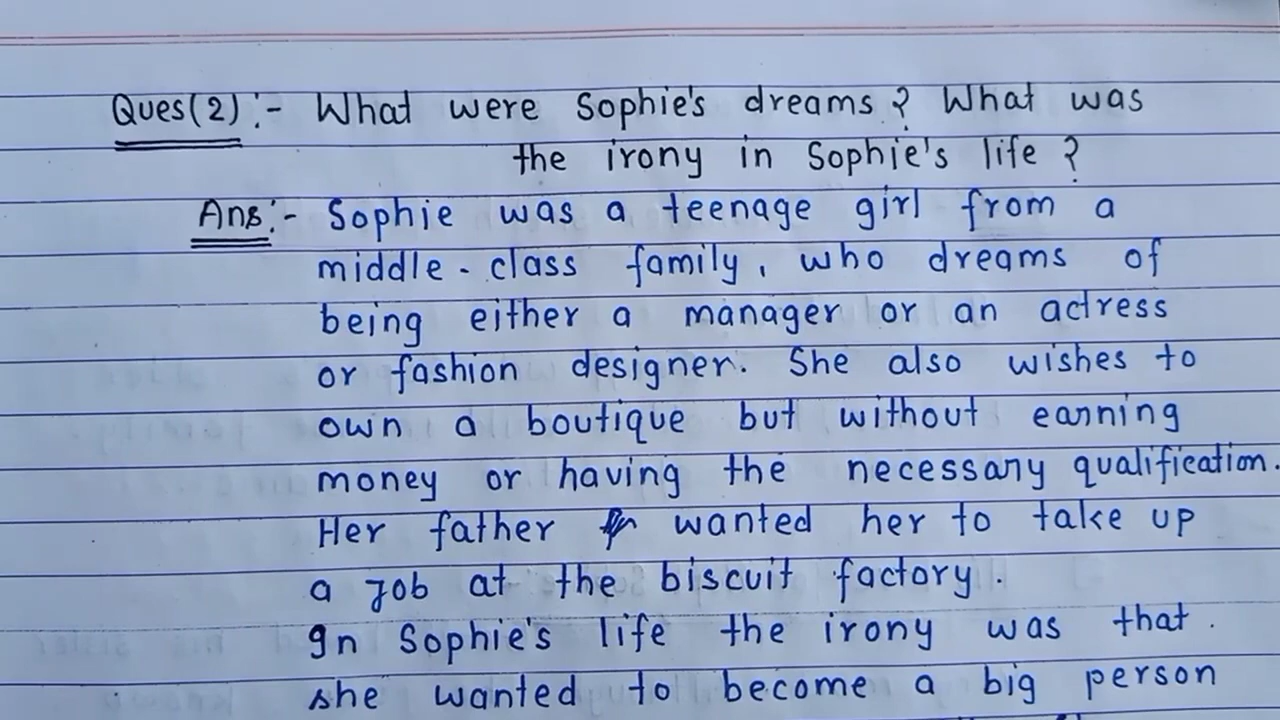 Ques(2):- What were Sophie's dreams? What was
the irony in Sophie's life?
Ans:- Sophie was a teenage girl from a
middle-class family, who dreams of
being either a manager or an actress
or fashion designer. She also wishes to
own a boutique but without earning
money or having the necessary qualification.
Her father wanted her to take up
a job at the biscuit factory.
In Sophie's life the irony was that.
she wanted to become a big person